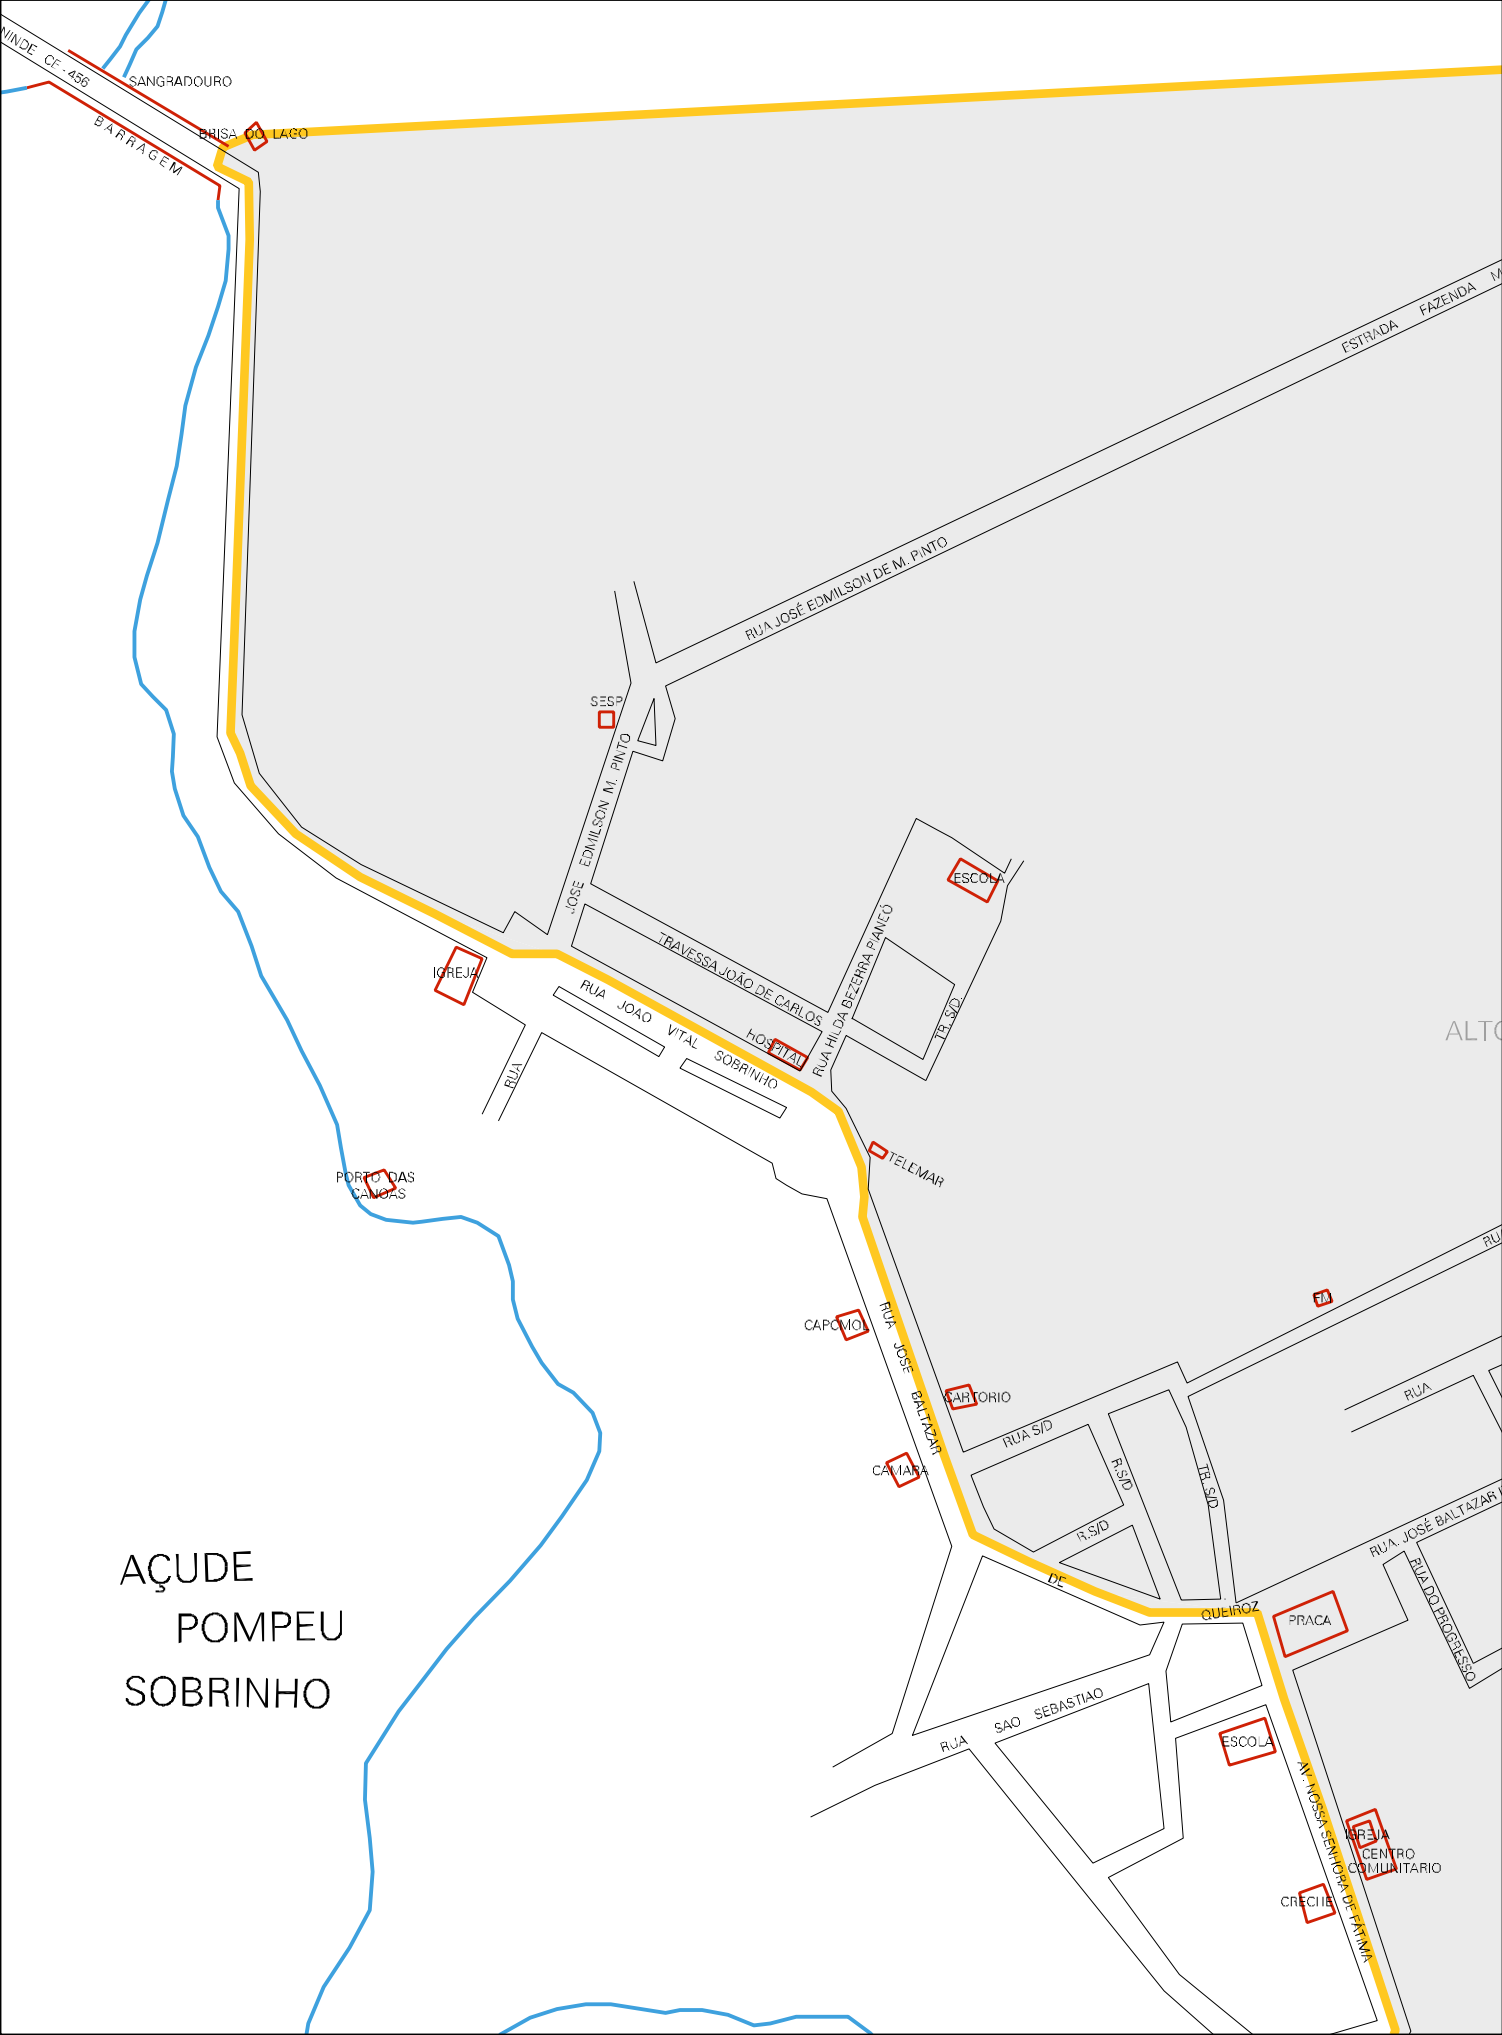 NINDE CE - 456
SANGRADOURO
BARRAGEM
BRISA DO LAGO
ESTRADA FAZENDA
RUA JOSÉ EDMILSON DE M. PINTO
SESP
JOSE EDMILSON M. PINTO
ESCOLA
TRAVESSA JOÃO DE CARLOS
RUA HILDA BEZERRA PIANEÓ
TR. S/D.
IGREJA
RUA JOAO VITAL SOBRINHO
HOSPITAL
ALTO
RUA
TELEMAR
PORTO DAS
CANOAS
RUA
FM
CAPOMOL
RUA JOSE BALTAZAR
CARTORIO
RUA
RUA S/D
CAMARA
R.S/D
TR. S/D
R.S/D
RUA. JOSÉ BALTAZAR
DE
QUEIROZ
PRACA
RUA DO PROGRESSO
AÇUDE
POMPEU
SOBRINHO
RUA SAO SEBASTIAO
ESCOLA
AV. NOSSA SENHORA DE FÁTIMA
IGREJA
CENTRO
COMUNITARIO
CRECHE